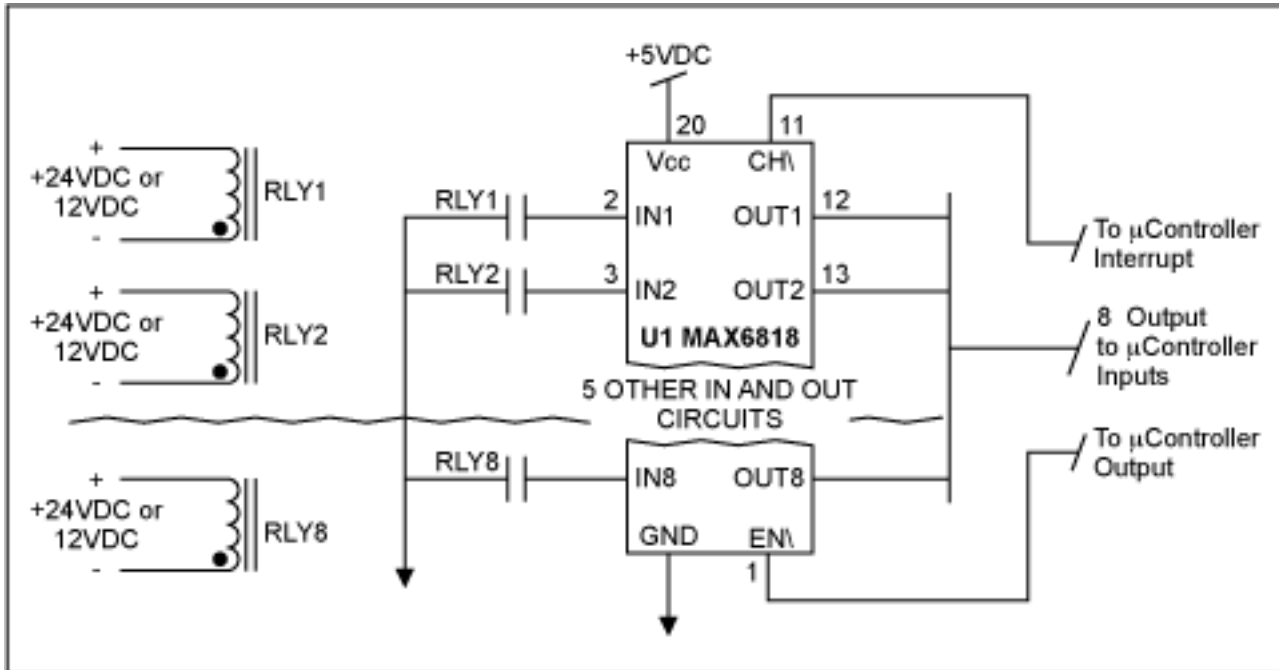 +5VDC
20
11
Vcc
CH\
+
+24VDC or
12VDC
-
RLY1
RLY1
2
IN1
OUT1
12
To µController
Interrupt
+
+24VDC or
12VDC
-
RLY2
RLY2
3
IN2
OUT2
13
U1 MAX6818
8 Output
to µController
Inputs
5 OTHER IN AND OUT
CIRCUITS
To µController
Output
+
+24VDC or
12VDC
-
RLY8
RLY8
IN8
OUT8
GND
EN\
1